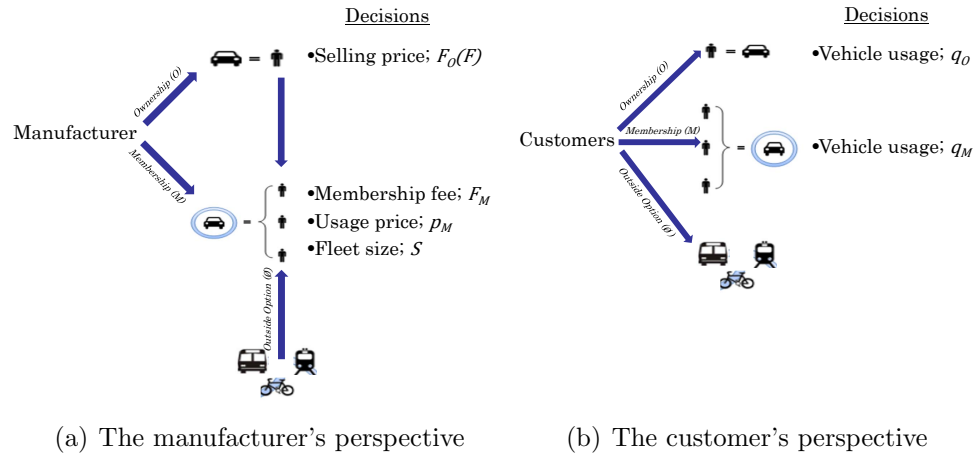 Decisions
Ownership (O)
•Selling price; F_O(F)
Manufacturer
Membership (M)
=
=
•Membership fee; F_M
•Usage price; p_M
•Fleet size; S
Outside Option (Ø)
(a) The manufacturer's perspective
Decisions
Ownership (O)
=
•Vehicle usage; q_O
Customers
Membership (M)
=
•Vehicle usage; q_M
Outside Option (Ø)
(b) The customer's perspective